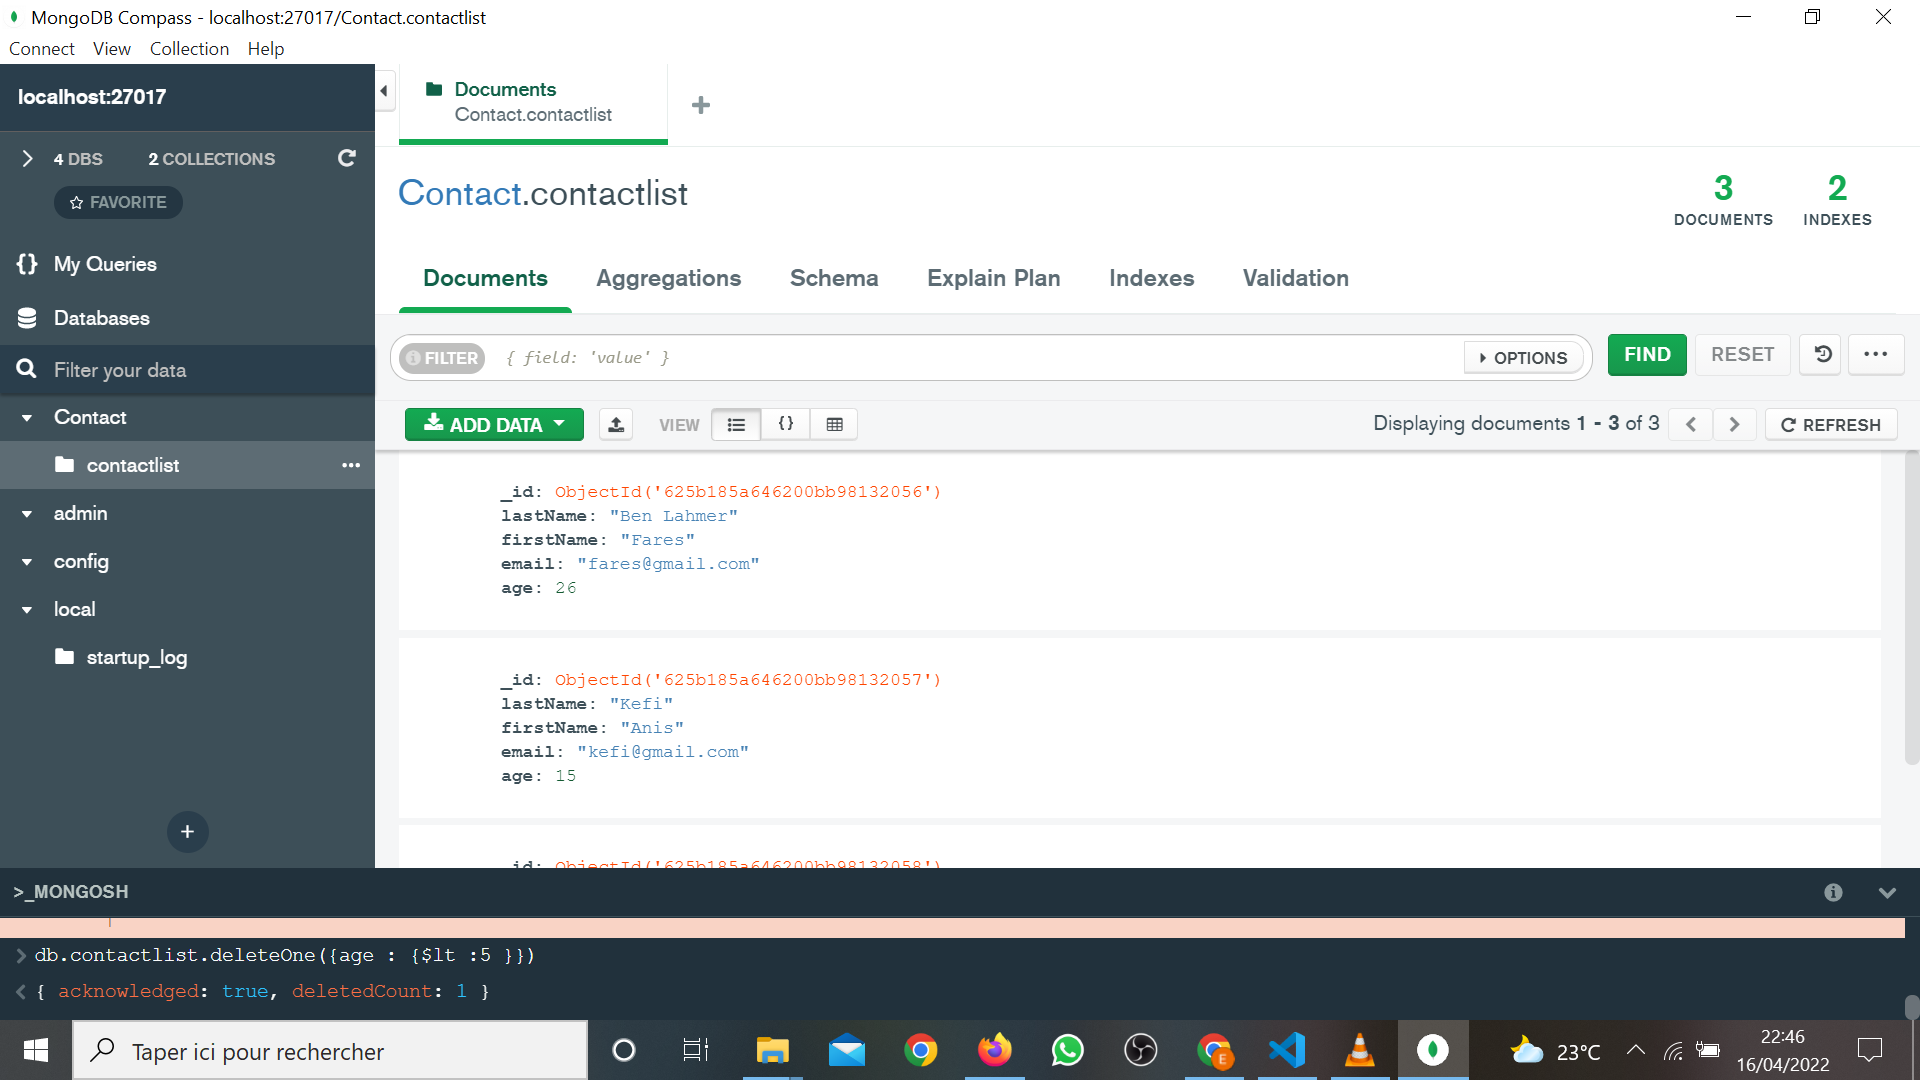 MongoDB Compass - localhost:27017/Contact.contactlist
Connect View Collection Help
localhost:27017
4 DBS 2 COLLECTIONS
FAVORITE
My Queries
Databases
Filter your data
Contact
contactlist
admin
config
local
startup_log
Documents
Contact.contactlist
Contact.contactlist
3
DOCUMENTS
2
INDEXES
Documents Aggregations Schema Explain Plan Indexes Validation
FILTER { field: 'value' } OPTIONS FIND RESET
ADD DATA VIEW Displaying documents 1 - 3 of 3 REFRESH
_id: ObjectId('625b185a646200bb98132056')
lastName: "Ben Lahmer"
firstName: "Fares"
email: "fares@gmail.com"
age: 26
_id: ObjectId('625b185a646200bb98132057')
lastName: "Kefi"
firstName: "Anis"
email: "kefi@gmail.com"
age: 15
_id: ObjectId('625b185a646200bb98132058')
>_MONGOSH
> db.contactlist.deleteOne({age : {$lt :5 }})
< { acknowledged: true, deletedCount: 1 }
Taper ici pour rechercher
E
23°C
22:46
16/04/2022